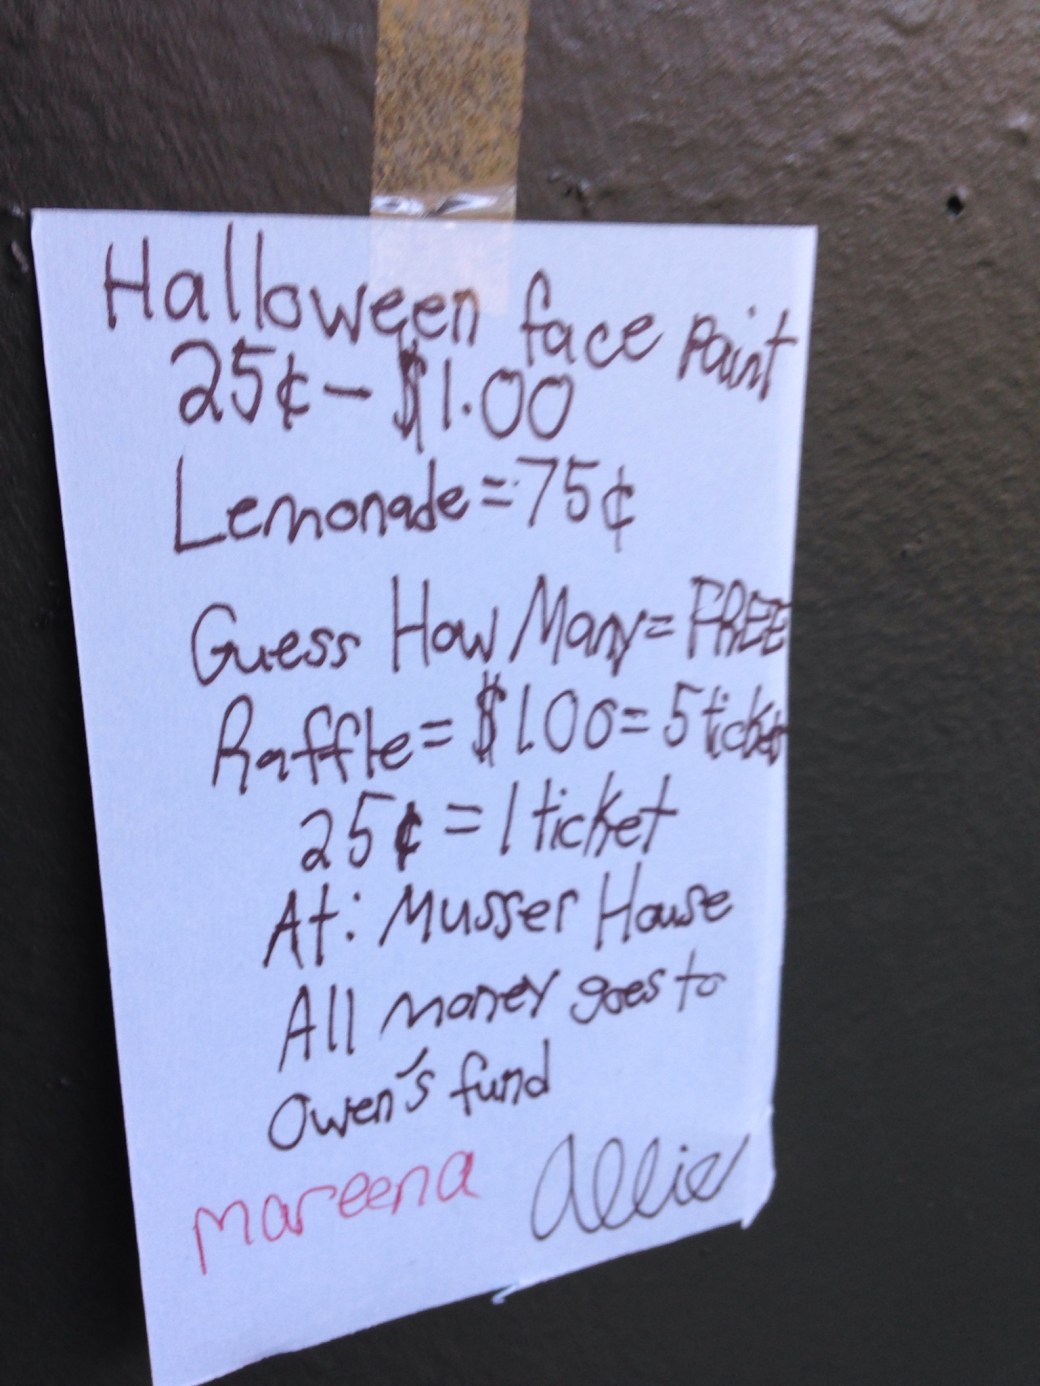 Halloween face Paint
25¢ - $1.00
Lemonade = 75¢
Guess How Many = FREE
Raffle = $1.00 = 5 ticket
25¢ = 1 ticket
At: Musser House
All money goes to
Owen's fund
mareena Allie